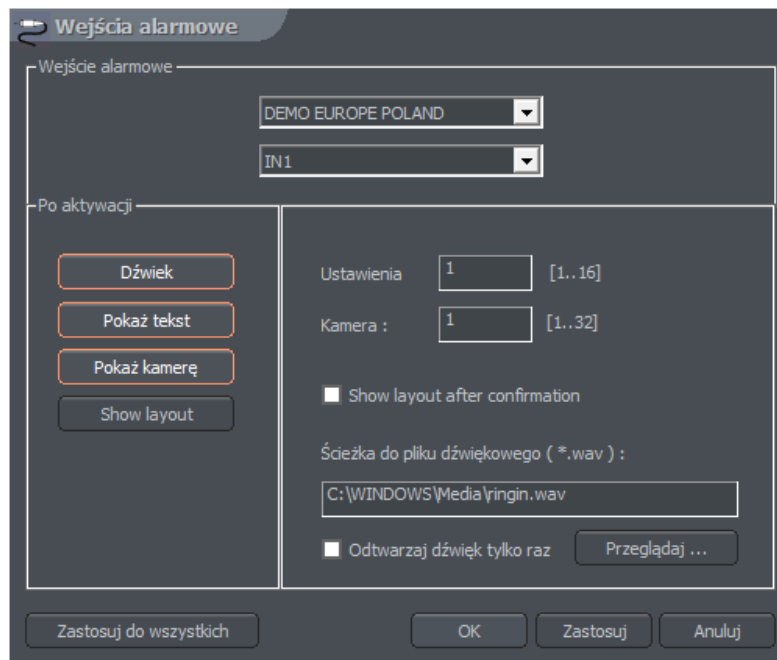 Wejścia alarmowe
Wejście alarmowe
DEMO EUROPE POLAND
IN1
Po aktywacji
Dźwiek
Pokaż tekst
Pokaż kamerę
Show layout
Ustawienia 1 [1..16]
Kamera : 1 [1..32]
Show layout after confirmation
Ścieżka do pliku dźwiękowego ( *.wav ) :
C:\WINDOWS\Media\ringin.wav
Odtwarzaj dźwięk tylko raz Przeglądaj ...
Zastosuj do wszystkich OK Zastosuj Anuluj